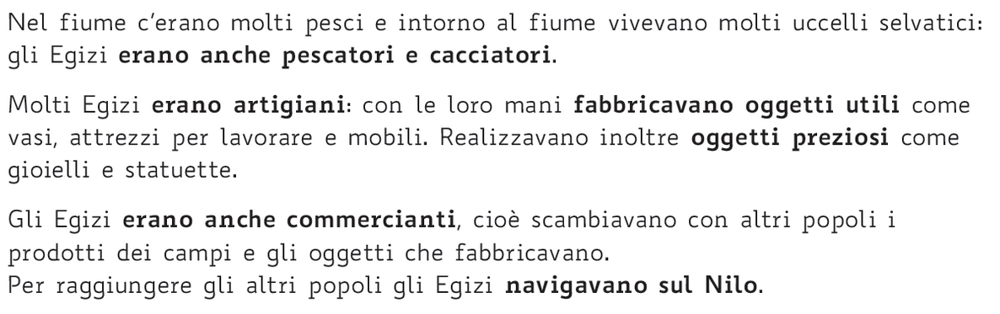 Nel fiume c’erano molti pesci e intorno al fiume vivevano molti uccelli selvatici:
gli Egizi erano anche pescatori e cacciatori.
Molti Egizi erano artigiani: con le loro mani fabbricavano oggetti utili come
vasi, attrezzi per lavorare e mobili. Realizzavano inoltre oggetti preziosi come
gioielli e statuette.
Gli Egizi erano anche commercianti, cioè scambiavano con altri popoli i
prodotti dei campi e gli oggetti che fabbricavano.
Per raggiungere gli altri popoli gli Egizi navigavano sul Nilo.